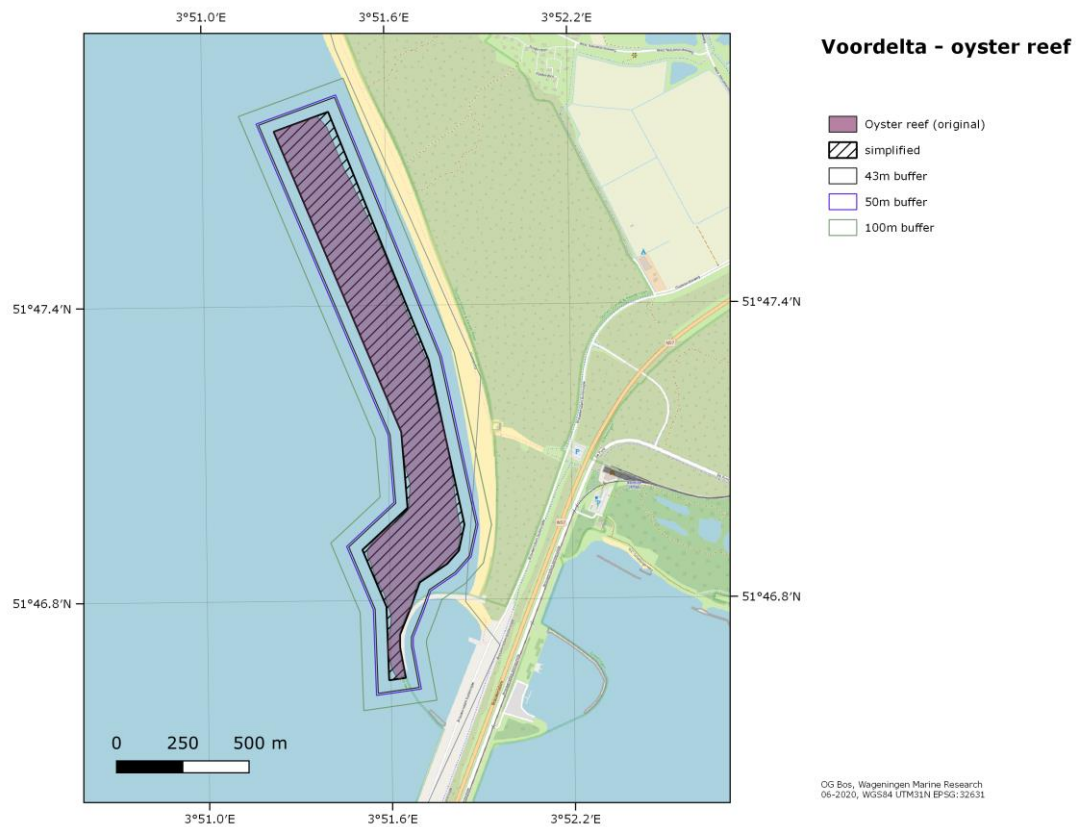 3°51.0'E 3°51.6'E 3°52.2'E
Voordelta - oyster reef
Oyster reef (original)
simplified
43m buffer
50m buffer
100m buffer
51°47.4'N 51°47.4'N
P
51°46.8'N 51°46.8'N
0 250 500 m
OG Bos, Wageningen Marine Research
06-2020, WGS84 UTM31N EPSG:32631
3°51.0'E 3°51.6'E 3°52.2'E